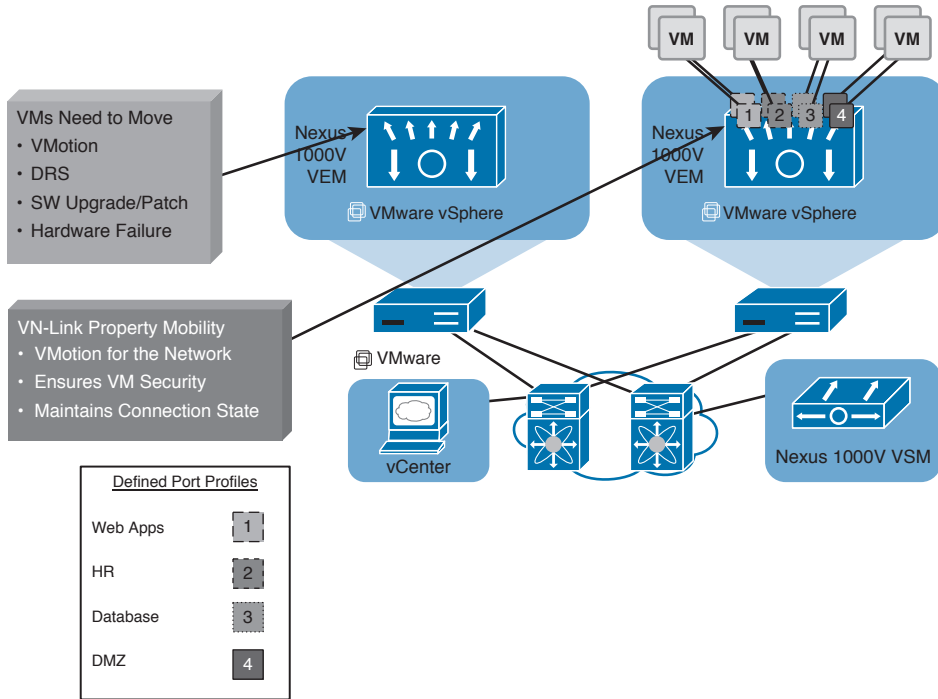 VM VM VM VM
VMs Need to Move
• VMotion
• DRS
• SW Upgrade/Patch
• Hardware Failure
Nexus
1000V
VEM
VMware vSphere
1 2 3 4
Nexus
1000V
VEM
VMware vSphere
VN-Link Property Mobility
• VMotion for the Network
• Ensures VM Security
• Maintains Connection State
VMware
vCenter
Nexus 1000V VSM
Defined Port Profiles
Web Apps 1
HR 2
Database 3
DMZ 4